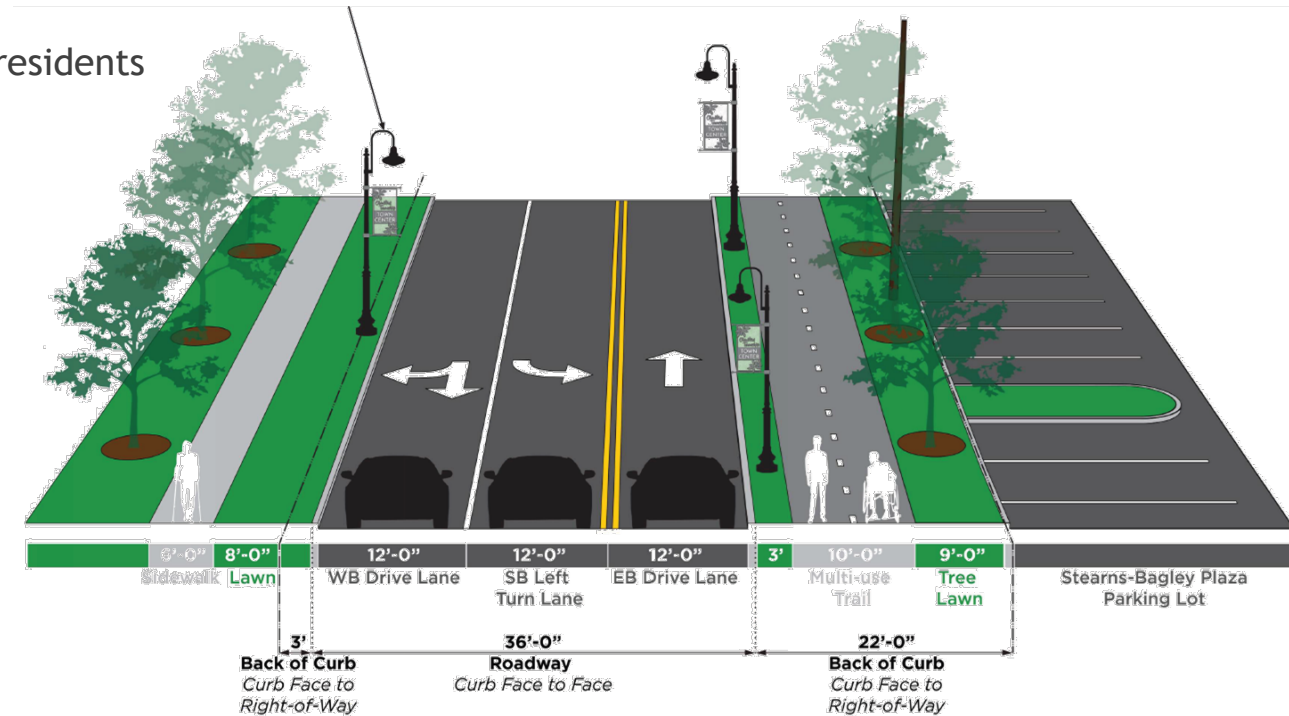 residents
TOWN
CENTER
TOWN
CENTER
TOWN
CENTER
6’-0” 8’-0” 12’-0” 12’-0” 12’-0” 3’ 10’-0” 9’-0”
Sidewalk Lawn WB Drive Lane SB Left EB Drive Lane Multi-use Tree Stearns-Bagley Plaza
Turn Lane Trail Lawn Parking Lot
3’ 36’-0” 22’-0”
Back of Curb Roadway Back of Curb
Curb Face to Curb Face to Face Curb Face to
Right-of-Way Right-of-Way